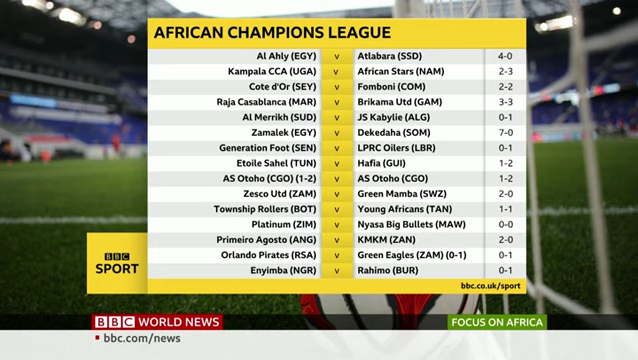 AFRICAN CHAMPIONS LEAGUE
Al Ahly (EGY) v Atlabara (SSD) 4-0
Kampala CCA (UGA) v African Stars (NAM) 2-3
Cote d'Or (SEY) v Fomboni (COM) 2-2
Raja Casablanca (MAR) v Brikama Utd (GAM) 3-3
Al Merrikh (SUD) v JS Kabylie (ALG) 0-1
Zamalek (EGY) v Dekedaha (SOM) 7-0
Generation Foot (SEN) v LPRC Oilers (LBR) 0-1
Etoile Sahel (TUN) v Hafia (GUI) 1-2
AS Otoho (CGO) (1-2) v AS Otoho (CGO) 1-2
Zesco Utd (ZAM) v Green Mamba (SWZ) 2-0
Township Rollers (BOT) v Young Africans (TAN) 1-1
Platinum (ZIM) v Nyasa Big Bullets (MAW) 0-0
Primeiro Agosto (ANG) v KMKM (ZAN) 2-0
Orlando Pirates (RSA) v Green Eagles (ZAM) (0-1) 0-1
Enyimba (NGR) v Rahimo (BUR) 0-1
BBC
SPORT
bbc.co.uk/sport
BBC WORLD NEWS
FOCUS ON AFRICA
bbc.com/news